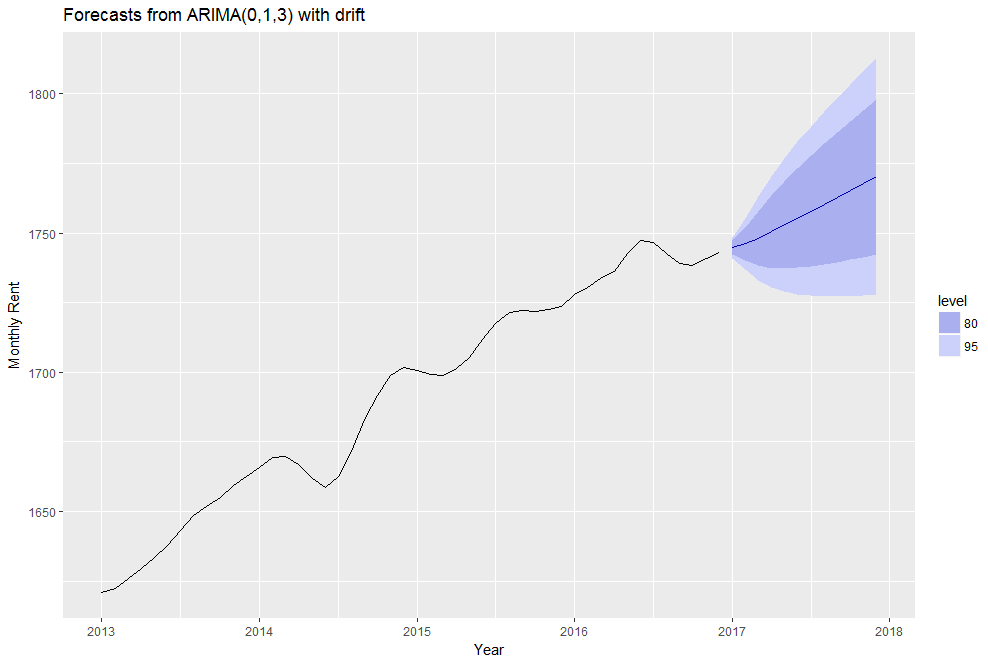 Forecasts from ARIMA(0,1,3) with drift
1800
1750
1700
1650
Monthly Rent
2013 2014 2015 2016 2017 2018
Year
level
80
95